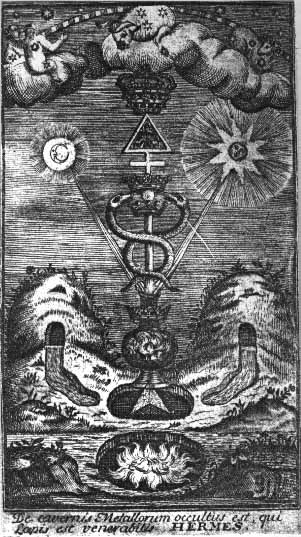 De cavernis Metallorum occultus est, qui
Lapis est venerabilis HERMES.